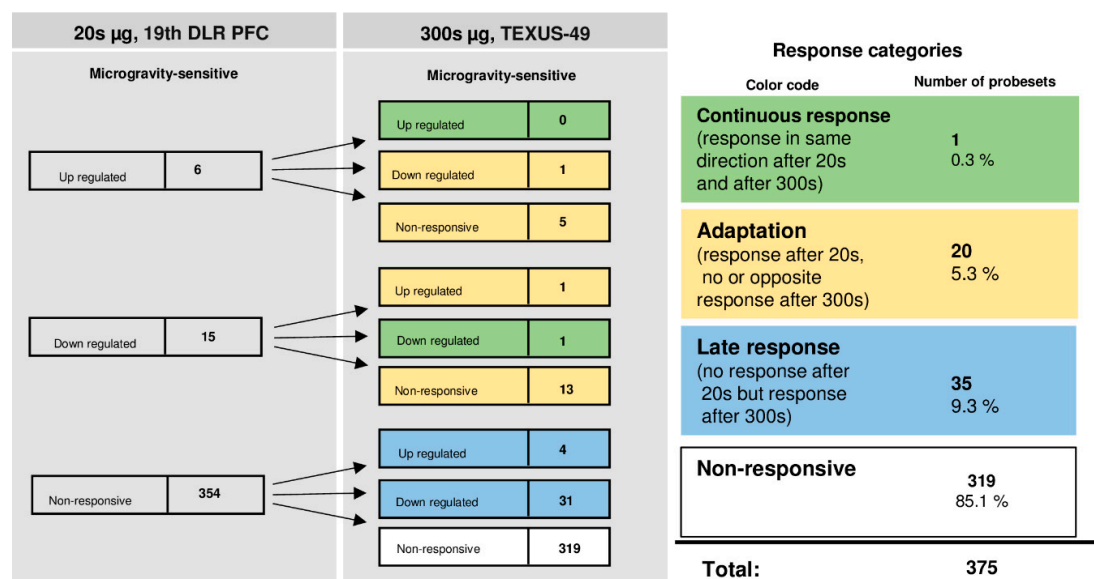 20s µg, 19th DLR PFC
Microgravity-sensitive
Up regulated 6
Down regulated 15
Non-responsive 354
300s µg, TEXUS-49
Microgravity-sensitive
Up regulated 0
Down regulated 1
Non-responsive 5
Up regulated 1
Down regulated 1
Non-responsive 13
Up regulated 4
Down regulated 31
Non-responsive 319
Response categories
Color code Number of probesets
Continuous response
(response in same
direction after 20s
and after 300s)
1
0.3 %
Adaptation
(response after 20s,
no or opposite
response after 300s)
20
5.3 %
Late response
(no response after
20s but response
after 300s)
35
9.3 %
Non-responsive
319
85.1 %
Total: 375